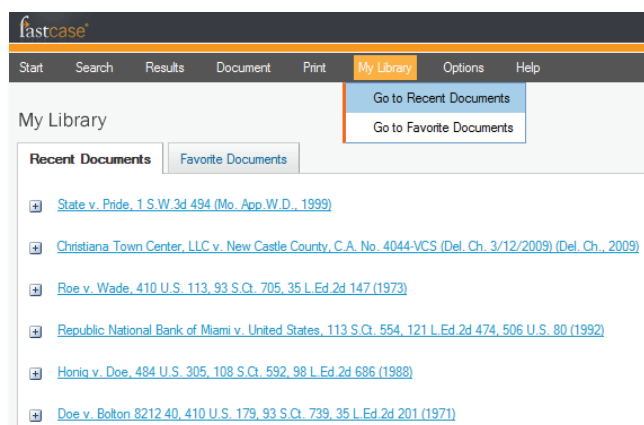 fastcase®
Start Search Results Document Print My Library Options Help
Go to Recent Documents
Go to Favorite Documents
My Library
Recent Documents Favorite Documents
State v. Pride, 1 S.W.3d 494 (Mo. App.W.D., 1999)
Christiana Town Center, LLC v. New Castle County, C.A. No. 4044-VCS (Del. Ch. 3/12/2009) (Del. Ch., 2009)
Roe v. Wade, 410 U.S. 113, 93 S.Ct. 705, 35 L.Ed.2d 147 (1973)
Republic National Bank of Miami v. United States, 113 S.Ct. 554, 121 L.Ed.2d 474, 506 U.S. 80 (1992)
Honig v. Doe, 484 U.S. 305, 108 S.Ct. 592, 98 L.Ed.2d 686 (1988)
Doe v. Bolton 8212 40, 410 U.S. 179, 93 S.Ct. 739, 35 L.Ed.2d 201 (1971)